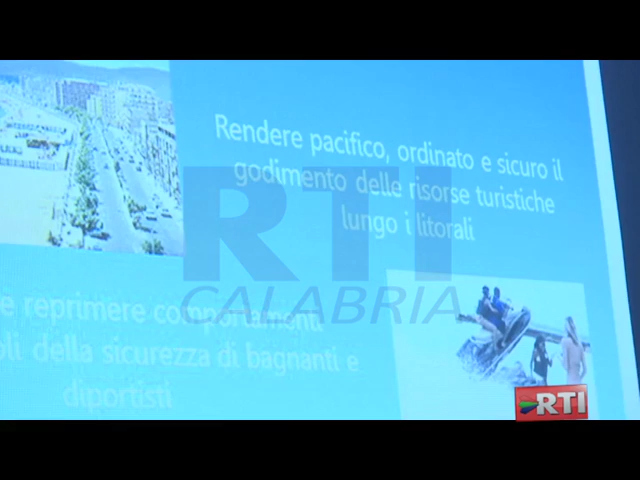 Rendere pacifico, ordinato e sicuro il
godimento delle risorse turistiche
lungo i litorali
RTI
CALABRIA
e reprimere comportamenti
oli della sicurezza di bagnanti e
diportisti
RTI